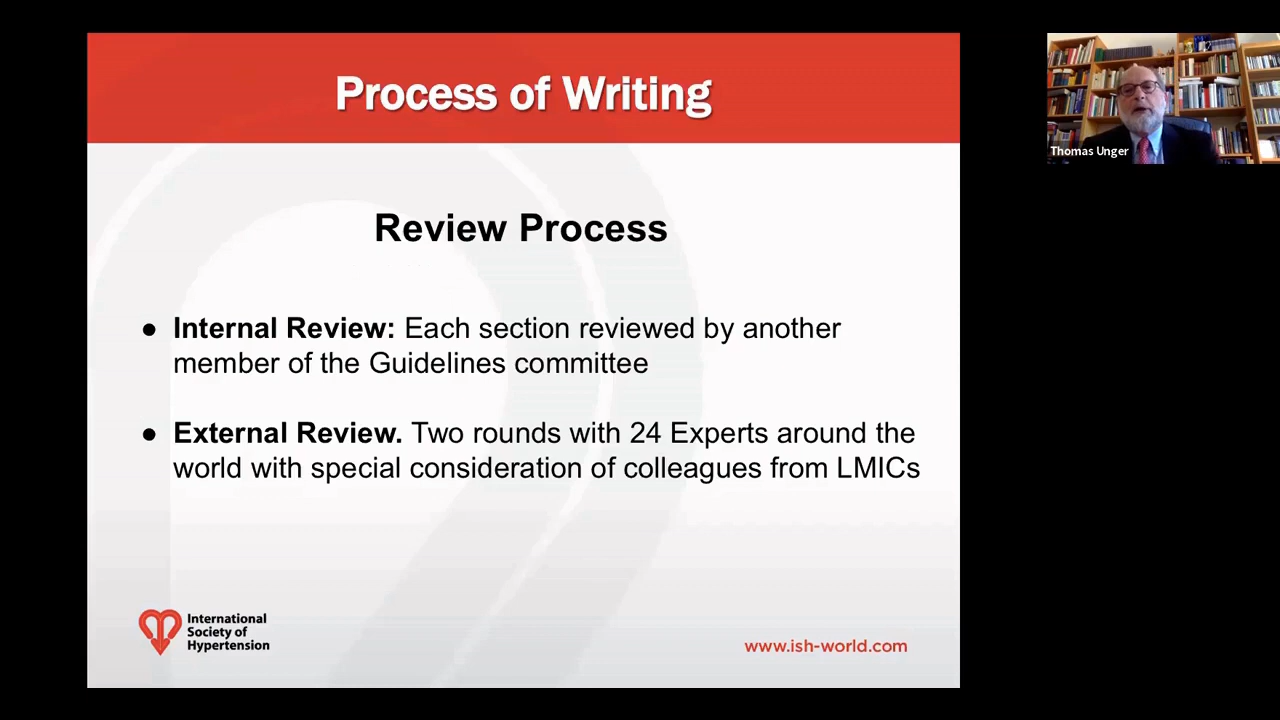 Process of Writing
Thomas Unger
Review Process
● Internal Review: Each section reviewed by another
member of the Guidelines committee
● External Review. Two rounds with 24 Experts around the
world with special consideration of colleagues from LMICs
International
Society of
Hypertension
www.ish-world.com